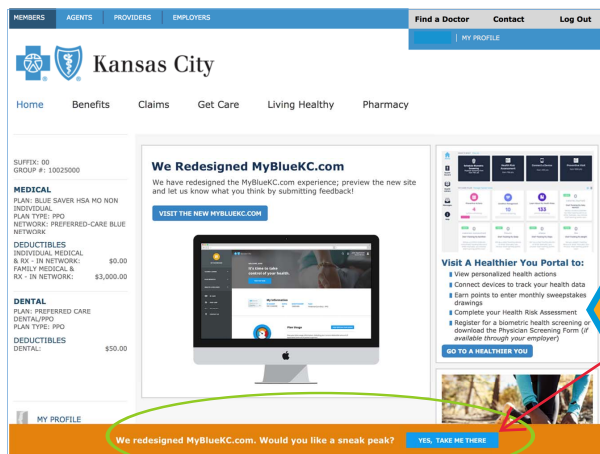 MEMBERS AGENTS PROVIDERS EMPLOYERS
Find a Doctor Contact Log Out
MY PROFILE
Kansas City
Home Benefits Claims Get Care Living Healthy Pharmacy
SUFFIX: 00
GROUP #: 10025000
MEDICAL
PLAN: BLUE SAVER HSA MO NON
INDIVIDUAL
PLAN TYPE: PPO
NETWORK: PREFERRED-CARE BLUE
NETWORK
DEDUCTIBLES
INDIVIDUAL MEDICAL
& RX - IN NETWORK: $0.00
FAMILY MEDICAL &
RX - IN NETWORK: $3,000.00
DENTAL
PLAN: PREFERRED CARE
DENTAL/PPO
PLAN TYPE: PPO
DEDUCTIBLES
DENTAL: $50.00
MY PROFILE
We Redesigned MyBlueKC.com
We have redesigned the MyBlueKC.com experience; preview the new site
and let us know what you think by submitting feedback!
VISIT THE NEW MYBLUEKC.COM
It's time to take
control of your health.
My Information
Plan Usage
Visit A Healthier You Portal to:
View personalized health actions
Connect devices to track your health data
Earn points to enter monthly sweepstakes
drawings
Complete your Health Risk Assessment
Register for a biometric health screening or
download the Physician Screening Form (if
available through your employer)
GO TO A HEALTHIER YOU
We redesigned MyBlueKC.com. Would you like a sneak peak? YES, TAKE ME THERE